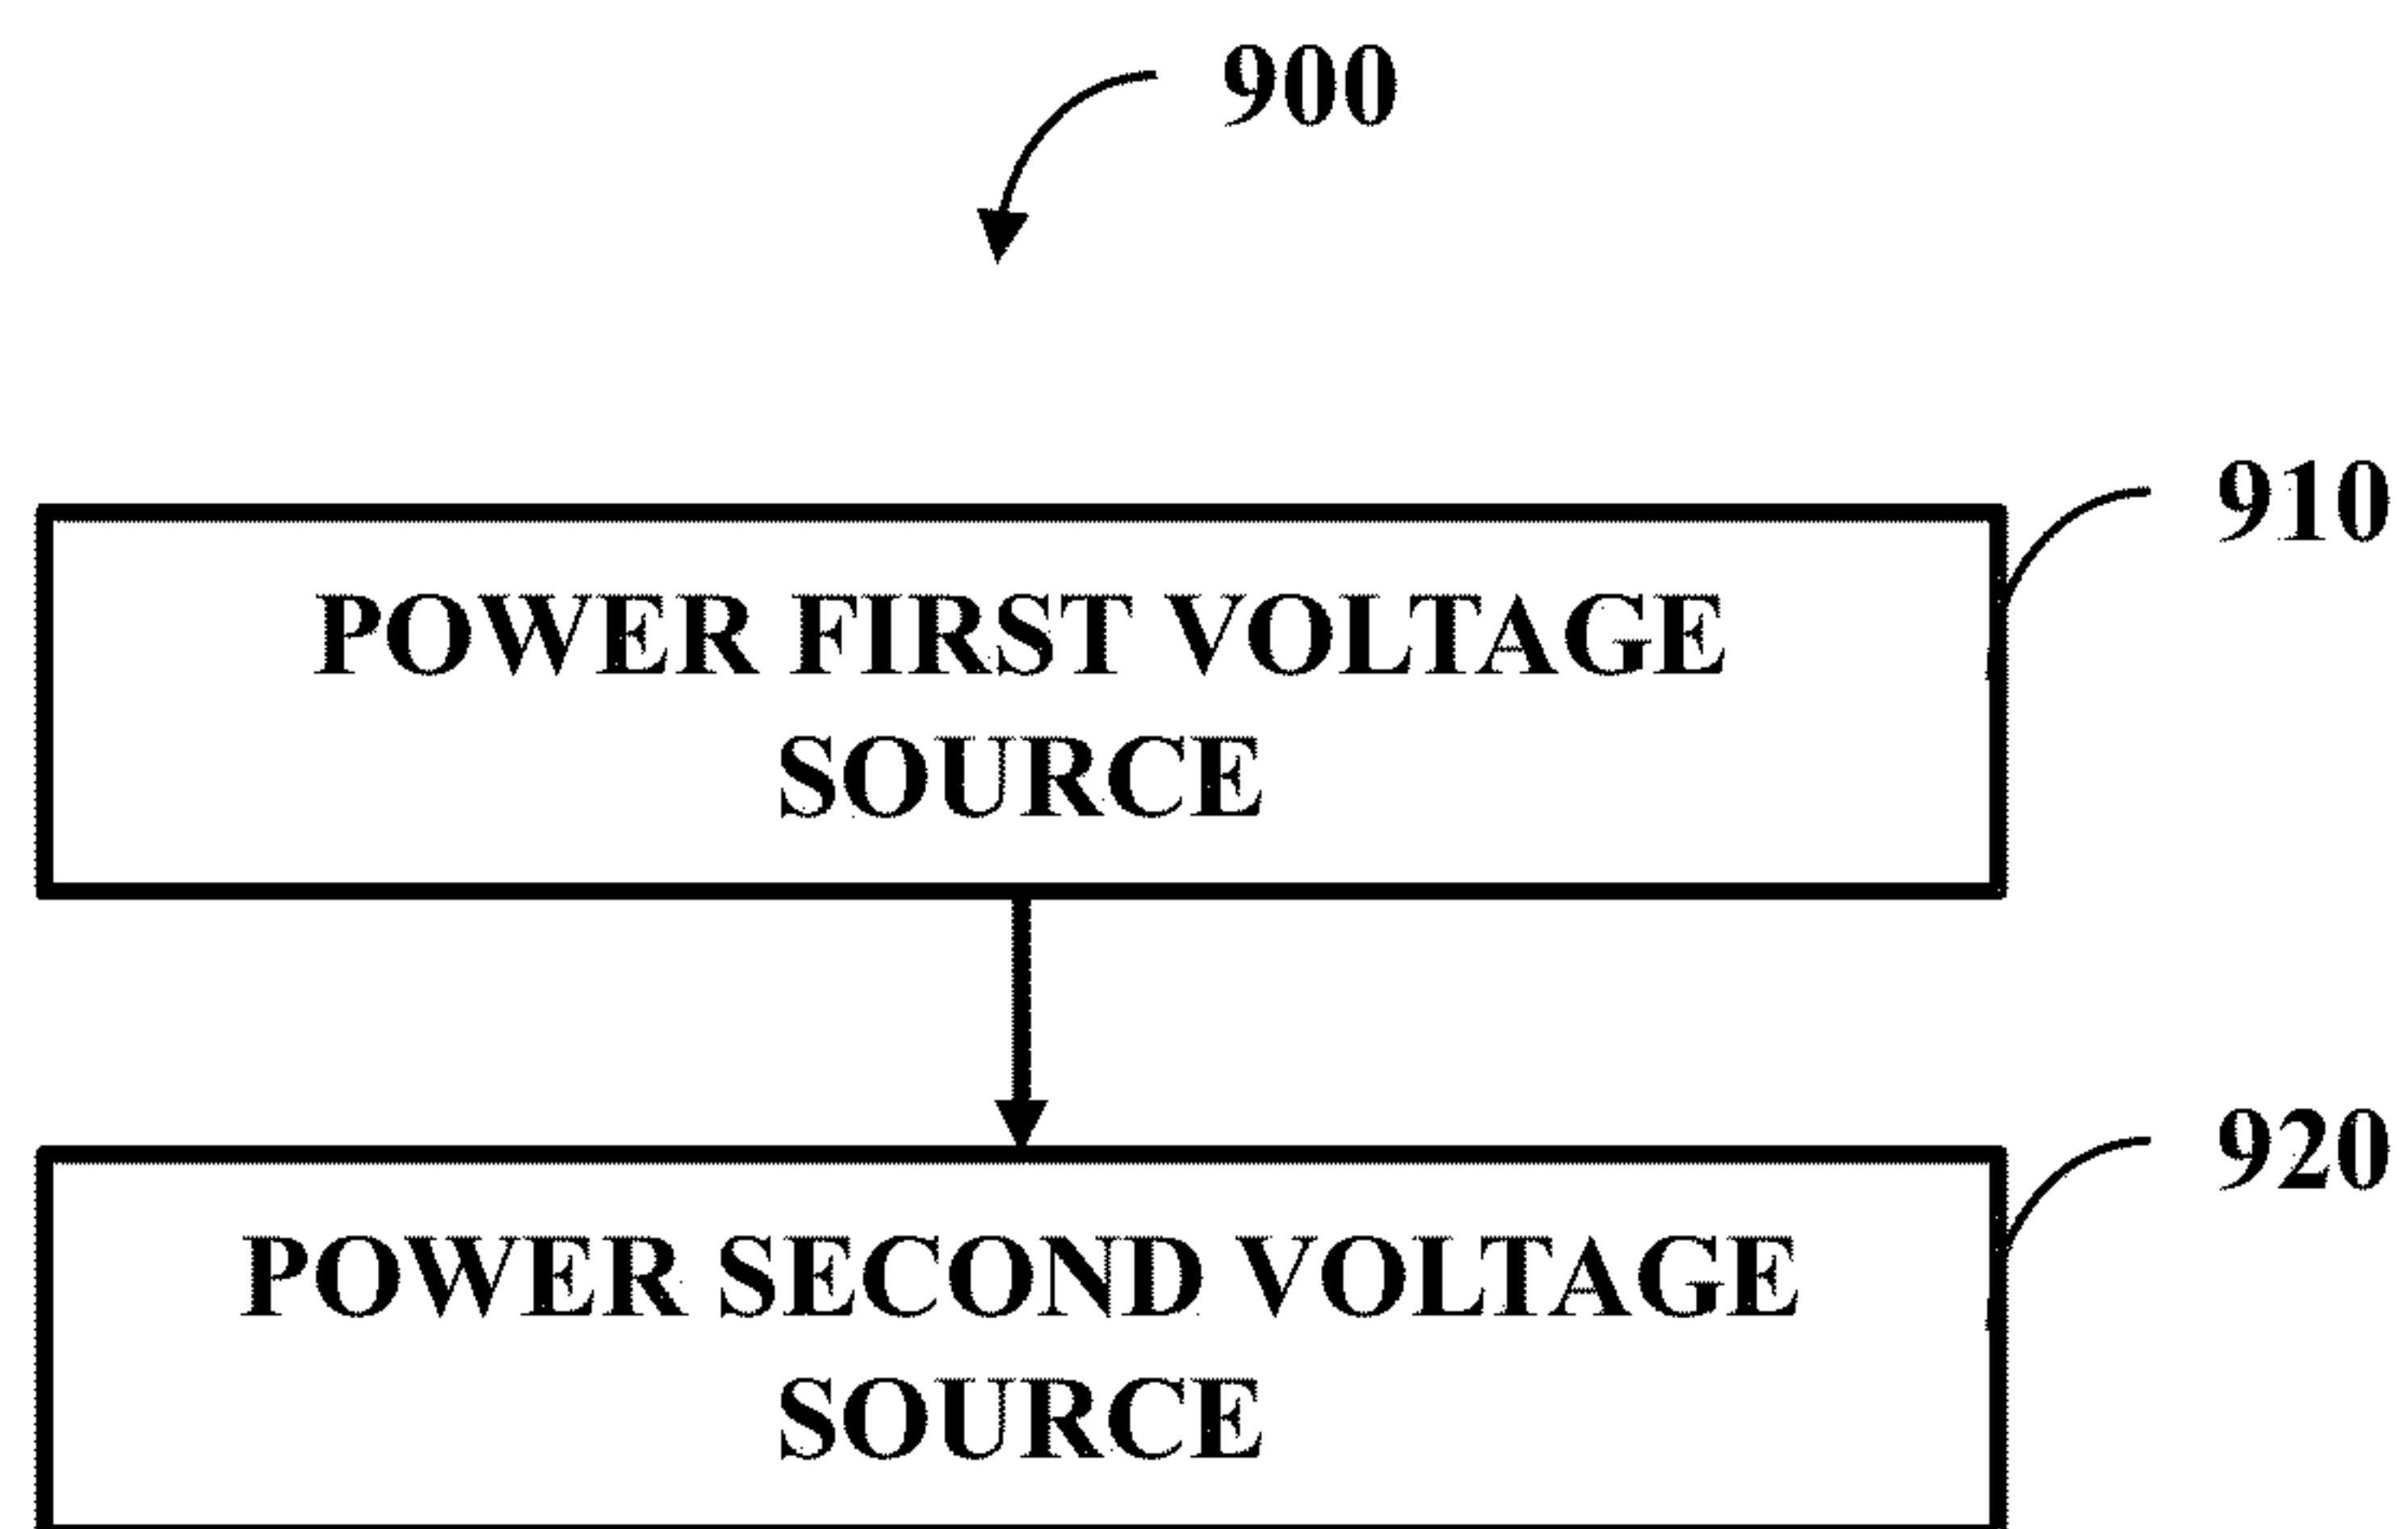 900
910
POWER FIRST VOLTAGE
SOURCE
920
POWER SECOND VOLTAGE
SOURCE